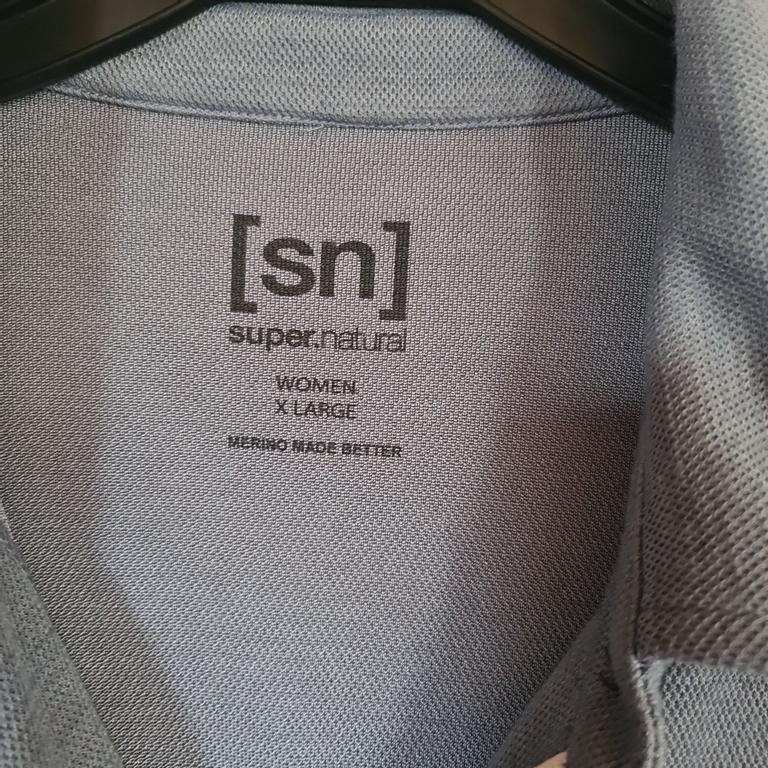 [sn]
super.natural
WOMEN
X LARGE
MERINO MADE BETTER